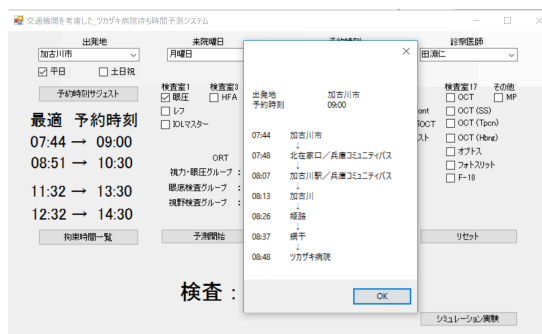 交通機関を考慮した_ツカザキ病院待ち時間予測システム
出発地
来院曜日
診察医師
加古川市
月曜日
田淵仁
平日
土日祝
予約時刻サジェスト
最適 予約時刻
07:44 → 09:00
08:51 → 10:30
11:32 → 13:30
12:32 → 14:30
拘束時間一覧
検査室1
検査室3
眼圧
HFA
レフ
IOLマスター
ORT
視力・眼圧グループ :
眼底検査グループ :
視野検査グループ :
予測開始
検査 :
出発地 加古川市
予約時刻 09:00
07:44 加古川市
↓
07:48 北在家口/兵庫コミュニティバス
↓
08:07 加古川駅/兵庫コミュニティバス
↓
08:13 加古川
↓
08:26 姫路
↓
08:37 網干
↓
08:48 ツカザキ病院
OK
検査室17
その他
OCT
MP
OCT (SS)
OCT (Tpcn)
OCT (Hbrg)
オプトス
フォトスリット
F-10
リセット
シミュレーション実験